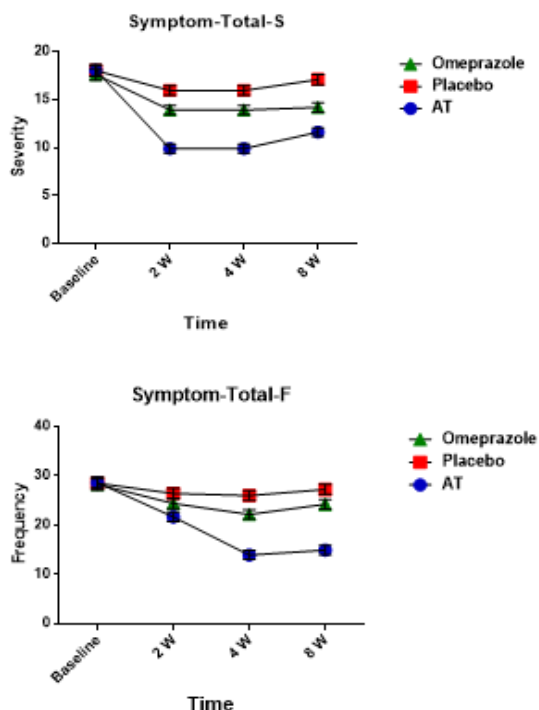 Symptom-Total-S
20
15
10
5
0
Severity
Baseline
2 W
4 W
8 W
Time
Omeprazole
Placebo
AT
Symptom-Total-F
40
30
20
10
0
Frequency
Baseline
2 W
4 W
8 W
Time
Omeprazole
Placebo
AT